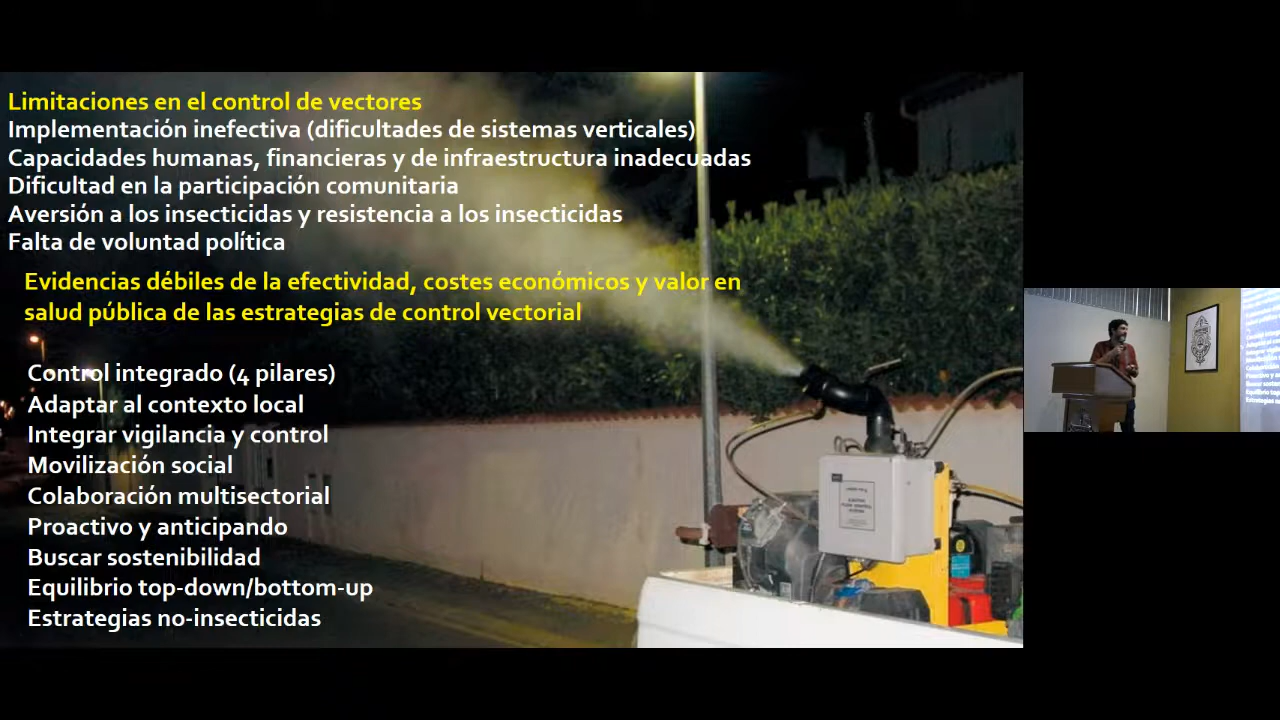 Limitaciones en el control de vectores
Implementación inefectiva (dificultades de sistemas verticales)
Capacidades humanas, financieras y de infraestructura inadecuadas
Dificultad en la participación comunitaria
Aversión a los insecticidas y resistencia a los insecticidas
Falta de voluntad política
Evidencias débiles de la efectividad, costes económicos y valor en
salud pública de las estrategias de control vectorial
Control integrado (4 pilares)
Adaptar al contexto local
Integrar vigilancia y control
Movilización social
Colaboración multisectorial
Proactivo y anticipando
Buscar sostenibilidad
Equilibrio top-down/bottom-up
Estrategias no-insecticidas